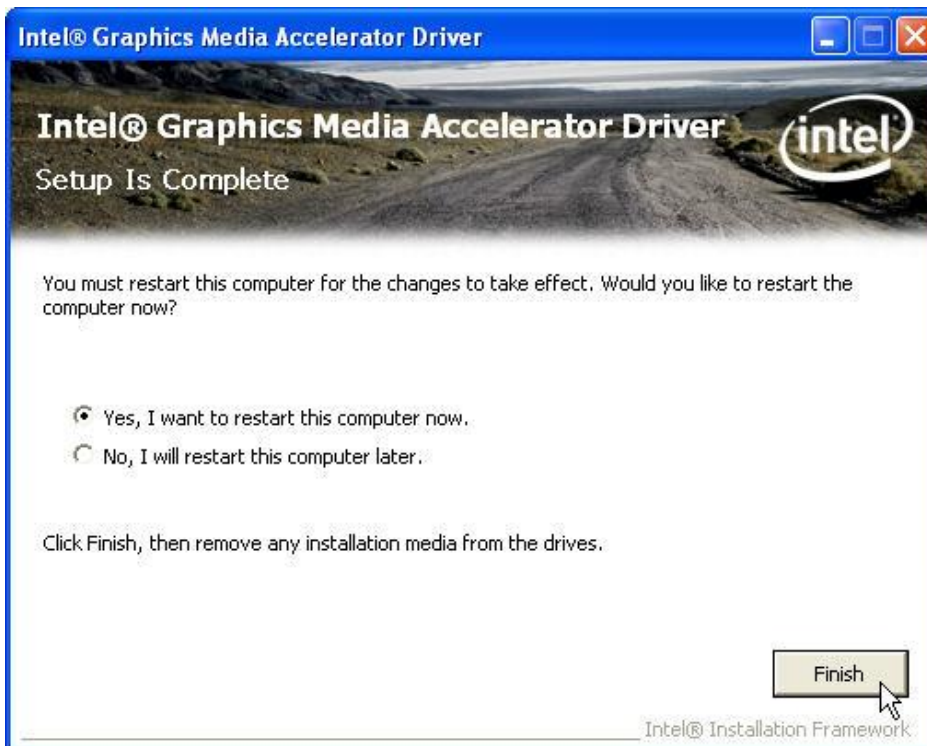 Intel® Graphics Media Accelerator Driver
Intel® Graphics Media Accelerator Driver
intel
Setup Is Complete
You must restart this computer for the changes to take effect. Would you like to restart the
computer now?
Yes, I want to restart this computer now.
No, I will restart this computer later.
Click Finish, then remove any installation media from the drives.
Finish
Intel® Installation Framework